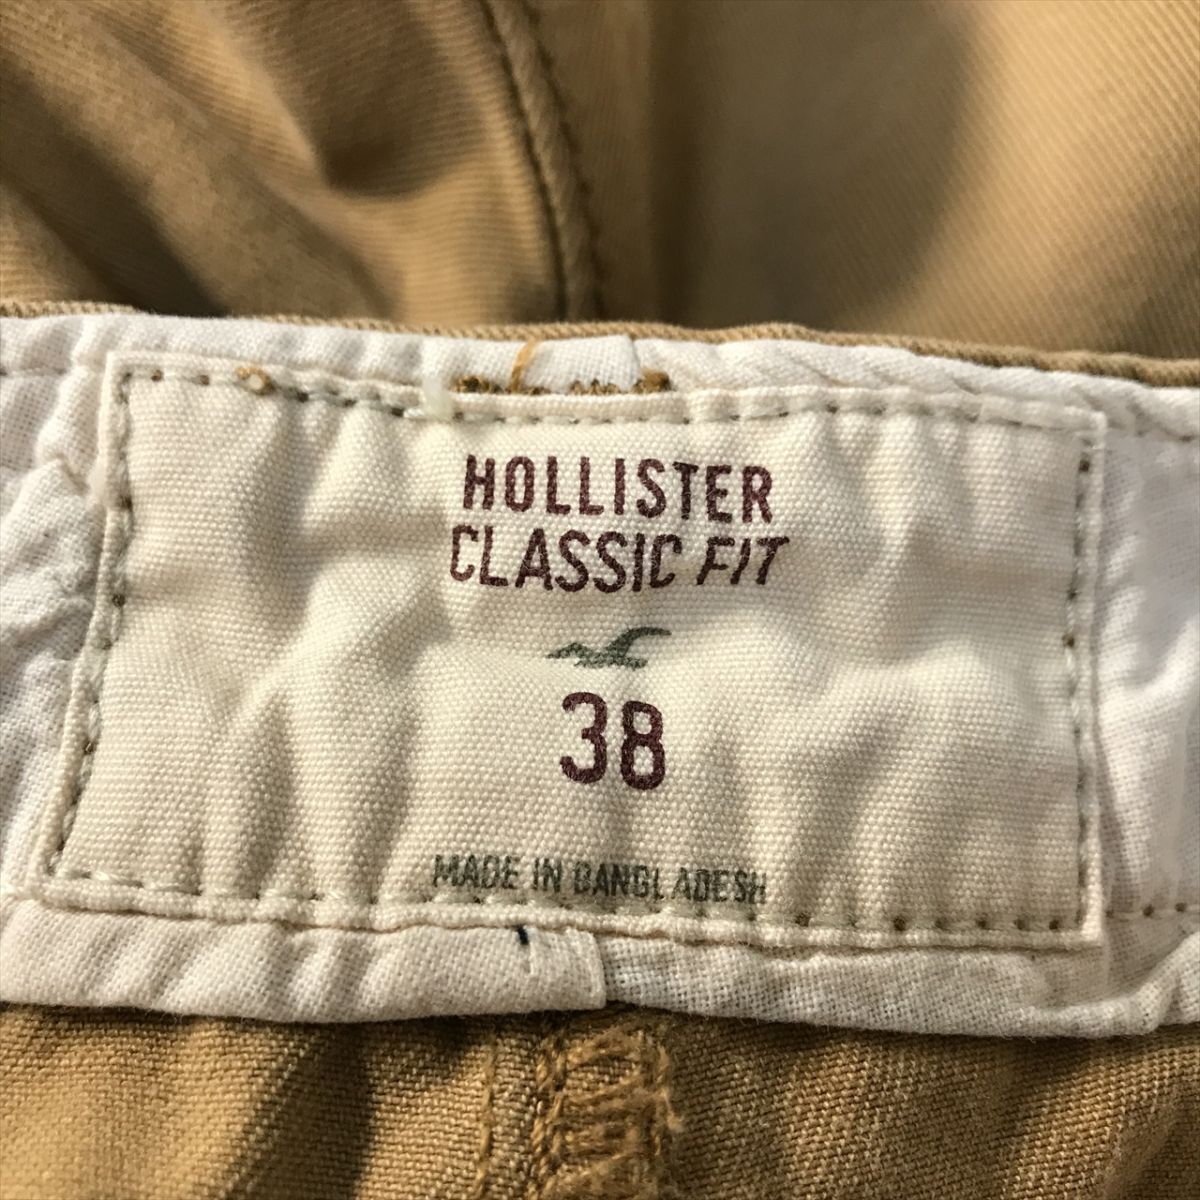 HOLLISTER
CLASSIC FIT
38
MADE IN BANGLADESH